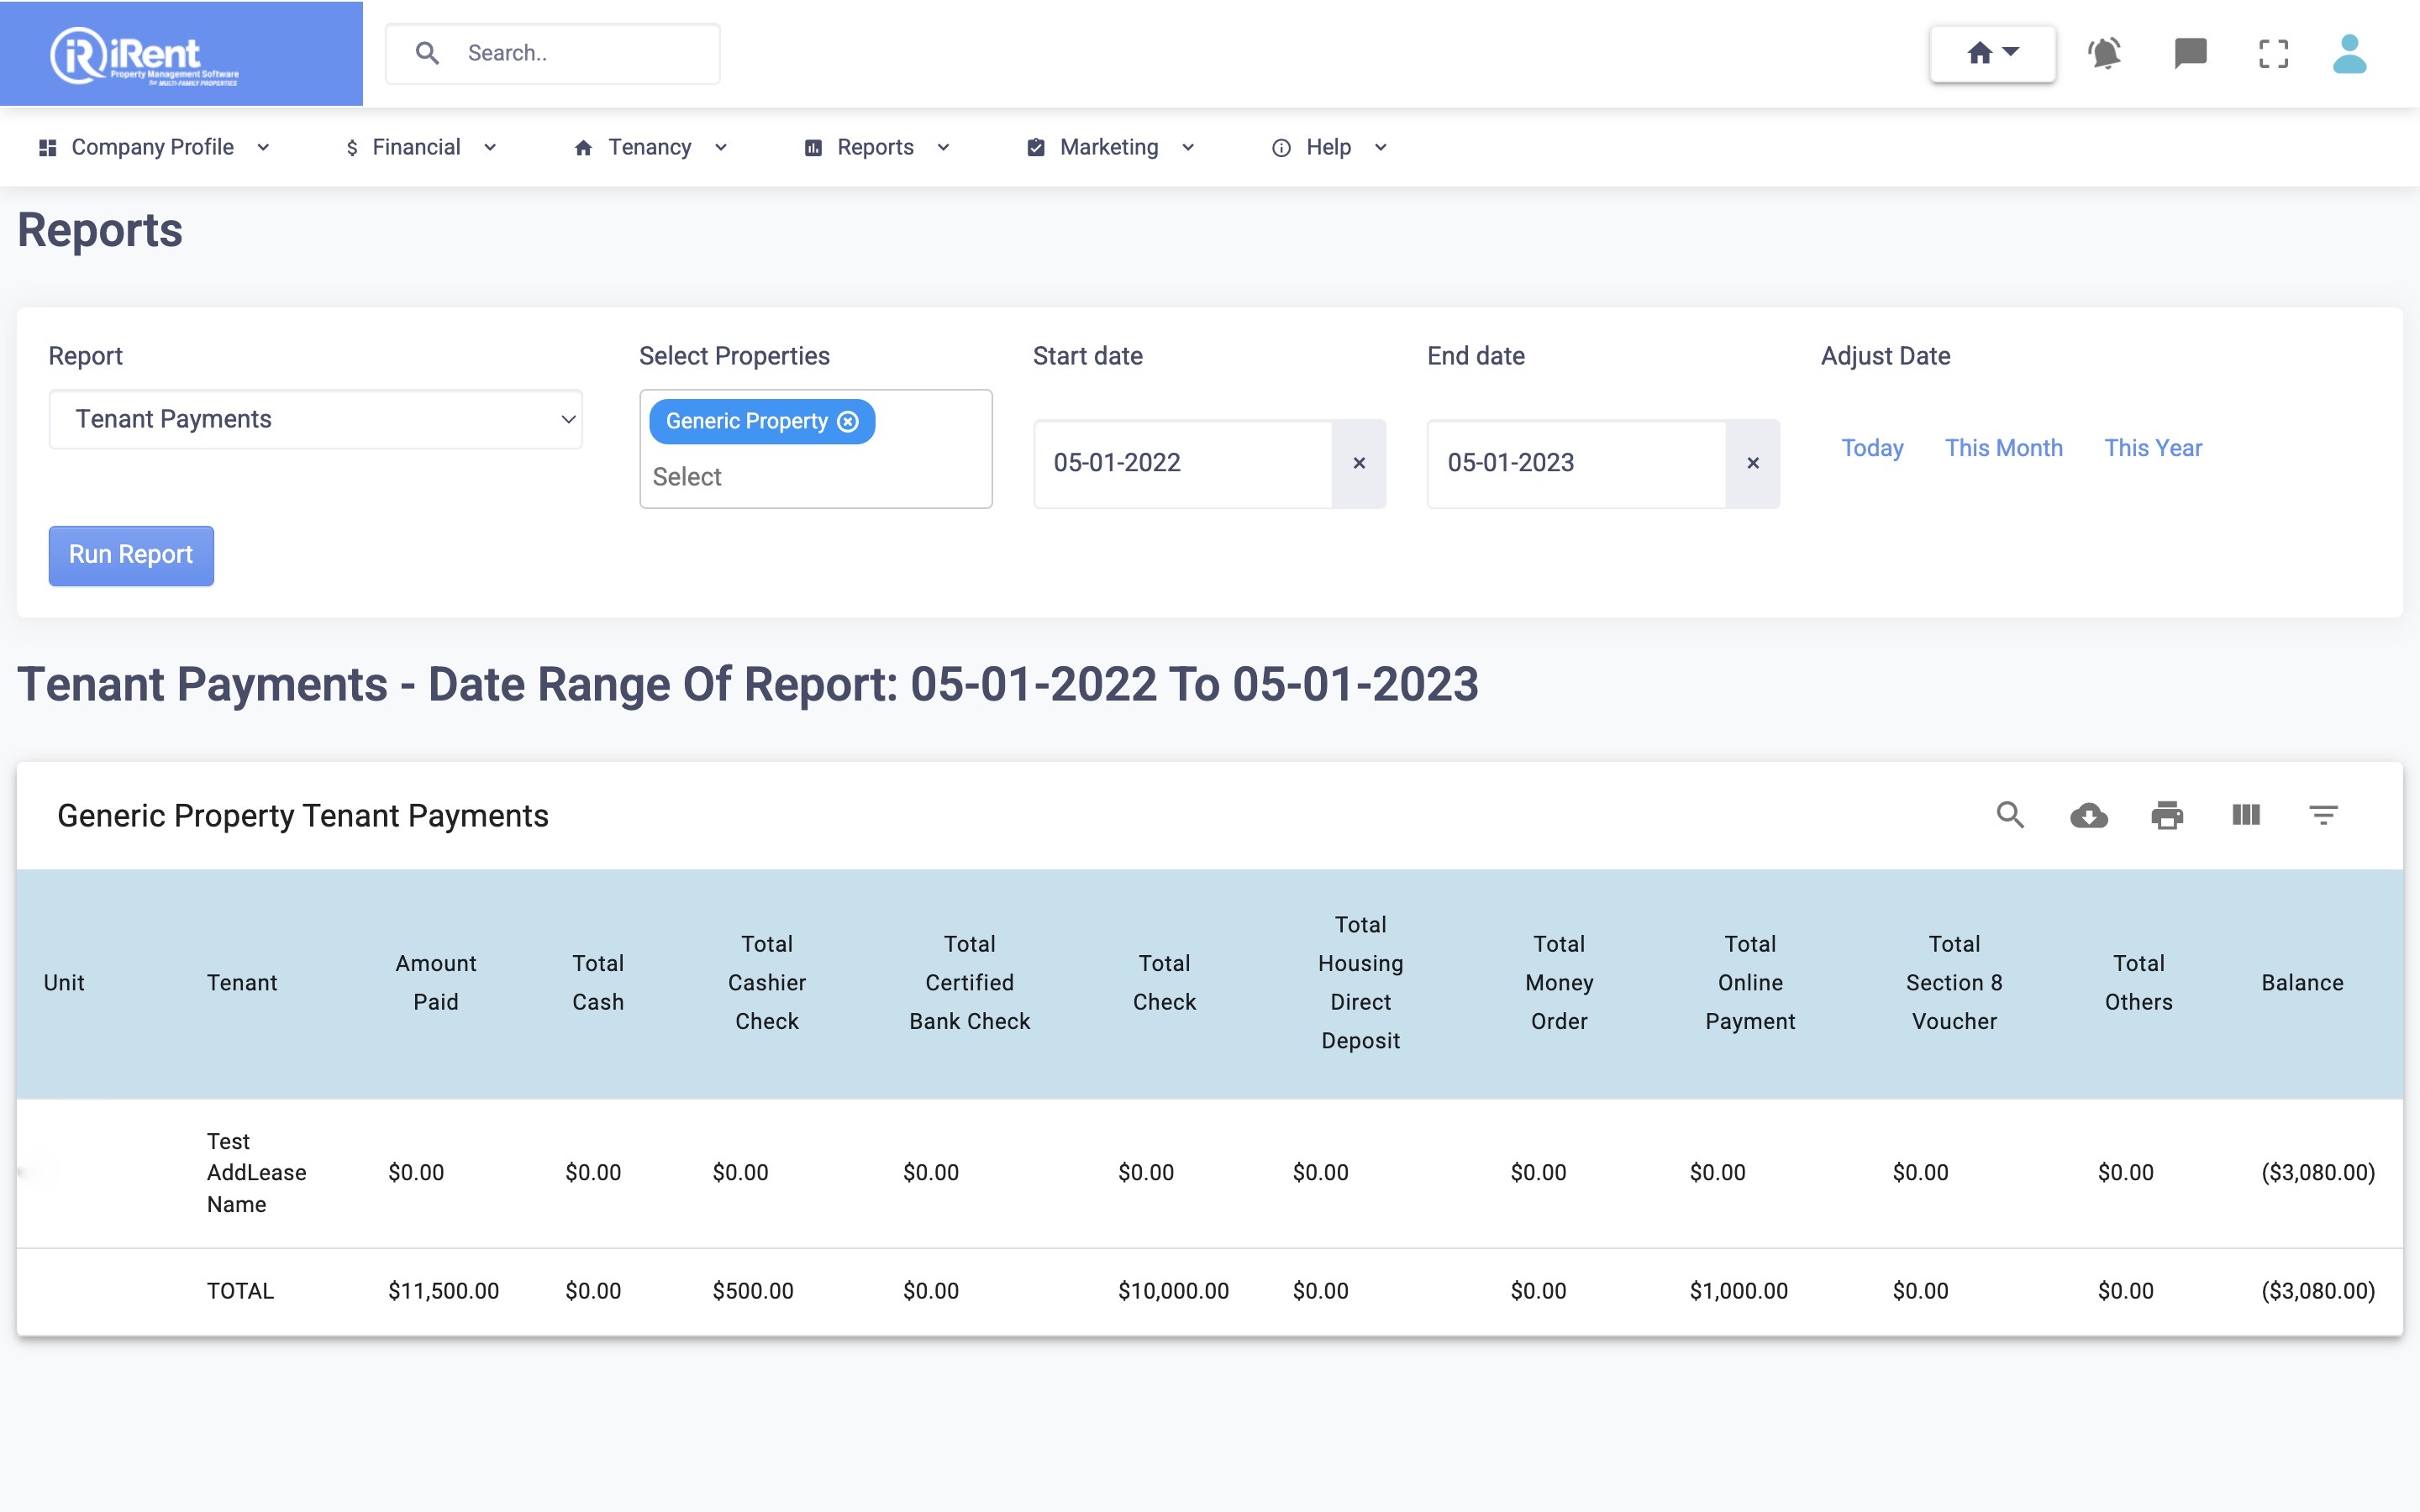 iRent
Property Management Software
for MULTI-FAMILY PROPERTIES
Search..
Company Profile
Financial
Tenancy
Reports
Marketing
Help
Reports
Report
Select Properties
Start date
End date
Adjust Date
Tenant Payments
Generic Property
Select
05-01-2022
×
05-01-2023
×
Today
This Month
This Year
Run Report
Tenant Payments - Date Range Of Report: 05-01-2022 To 05-01-2023
Generic Property Tenant Payments
Unit
Tenant
Amount
Paid
Total
Cash
Total
Cashier
Check
Total
Certified
Bank Check
Total
Check
Total
Housing
Direct
Deposit
Total
Money
Order
Total
Online
Payment
Total
Section 8
Voucher
Total
Others
Balance
Test
AddLease
Name
$0.00 $0.00 $0.00 $0.00 $0.00 $0.00 $0.00 $0.00 $0.00 $0.00 ($3,080.00)
TOTAL $11,500.00 $0.00 $500.00 $0.00 $10,000.00 $0.00 $0.00 $1,000.00 $0.00 $0.00 ($3,080.00)